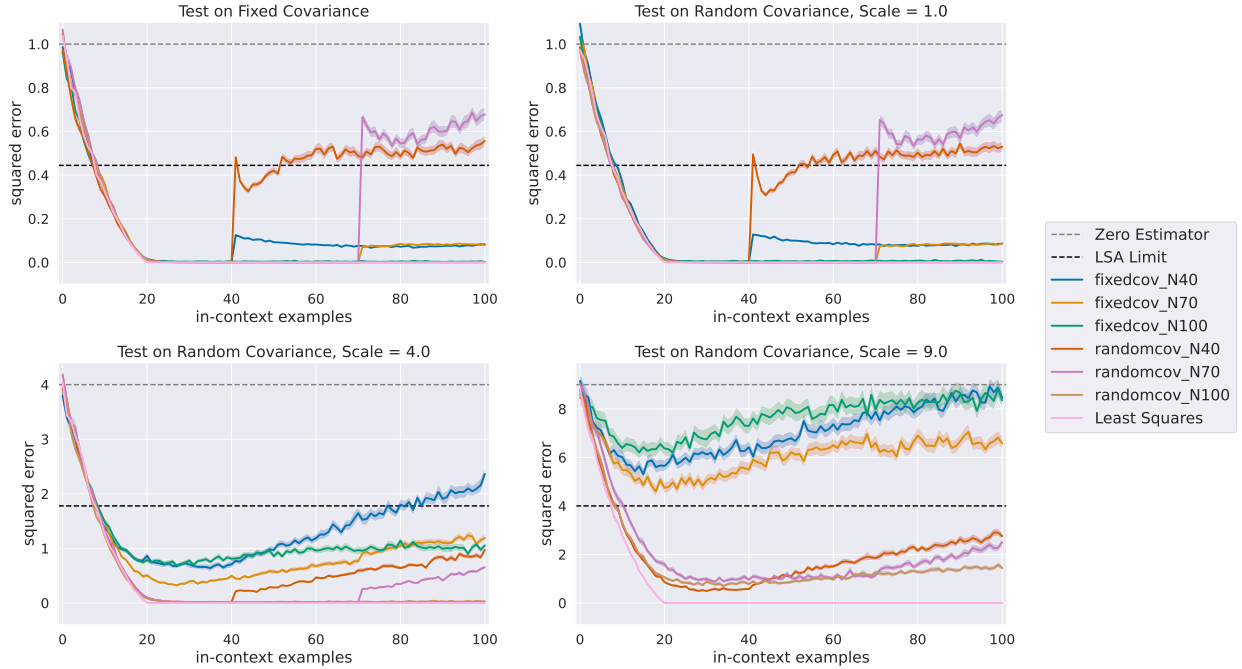 Test on Fixed Covariance
1.0
0.8
0.6
0.4
0.2
0.0
squared error
0 20 40 60 80 100
in-context examples
Test on Random Covariance, Scale = 1.0
1.0
0.8
0.6
0.4
0.2
0.0
squared error
0 20 40 60 80 100
in-context examples
Test on Random Covariance, Scale = 4.0
4
3
2
1
0
squared error
0 20 40 60 80 100
in-context examples
Test on Random Covariance, Scale = 9.0
8
6
4
2
0
squared error
0 20 40 60 80 100
in-context examples
Zero Estimator
LSA Limit
fixedcov_N40
fixedcov_N70
fixedcov_N100
randomcov_N40
randomcov_N70
randomcov_N100
Least Squares